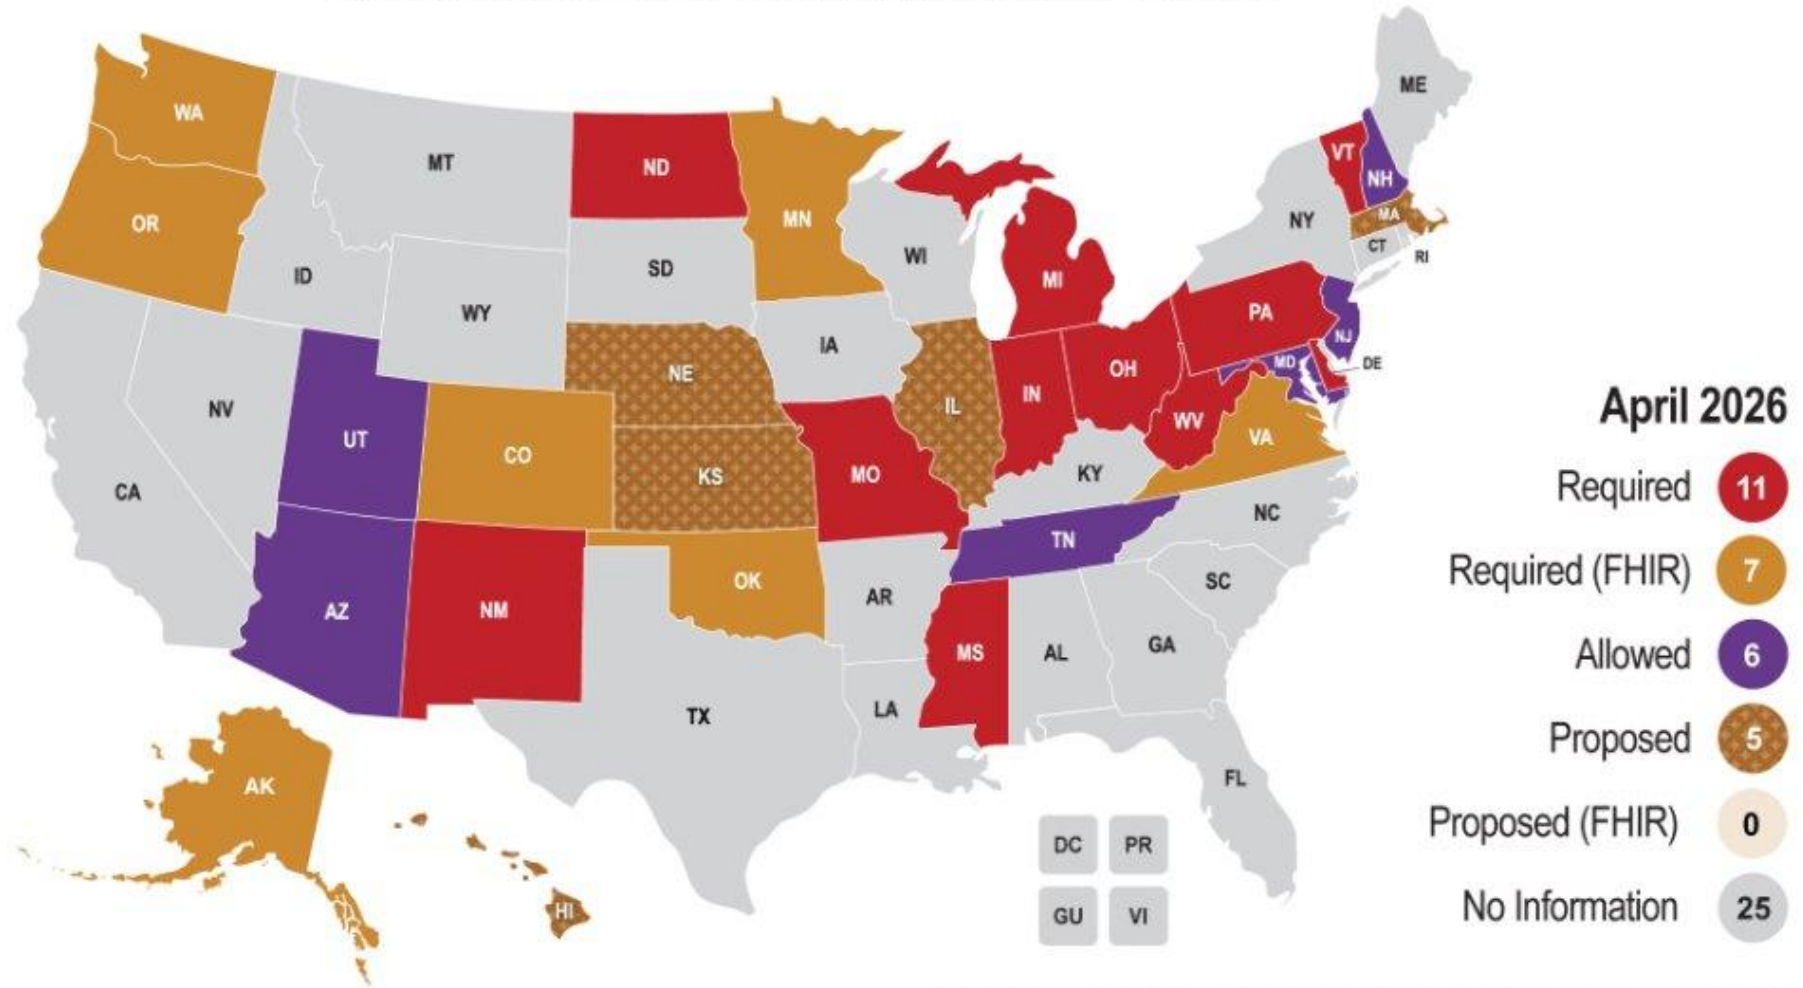 WA
OR
CA
NV
ID
MT
WY
UT
AZ
CO
NM
ND
SD
NE
KS
OK
TX
MN
IA
MO
AR
LA
WI
IL
MI
IN
OH
KY
TN
MS
AL
GA
FL
SC
NC
VA
WV
PA
NY
VT
NH
ME
MA
CT
RI
NJ
DE
MD
AK
HI
DC
PR
GU
VI
April 2026
Required 11
Required (FHIR) 7
Allowed 6
Proposed 5
Proposed (FHIR) 0
No Information 25